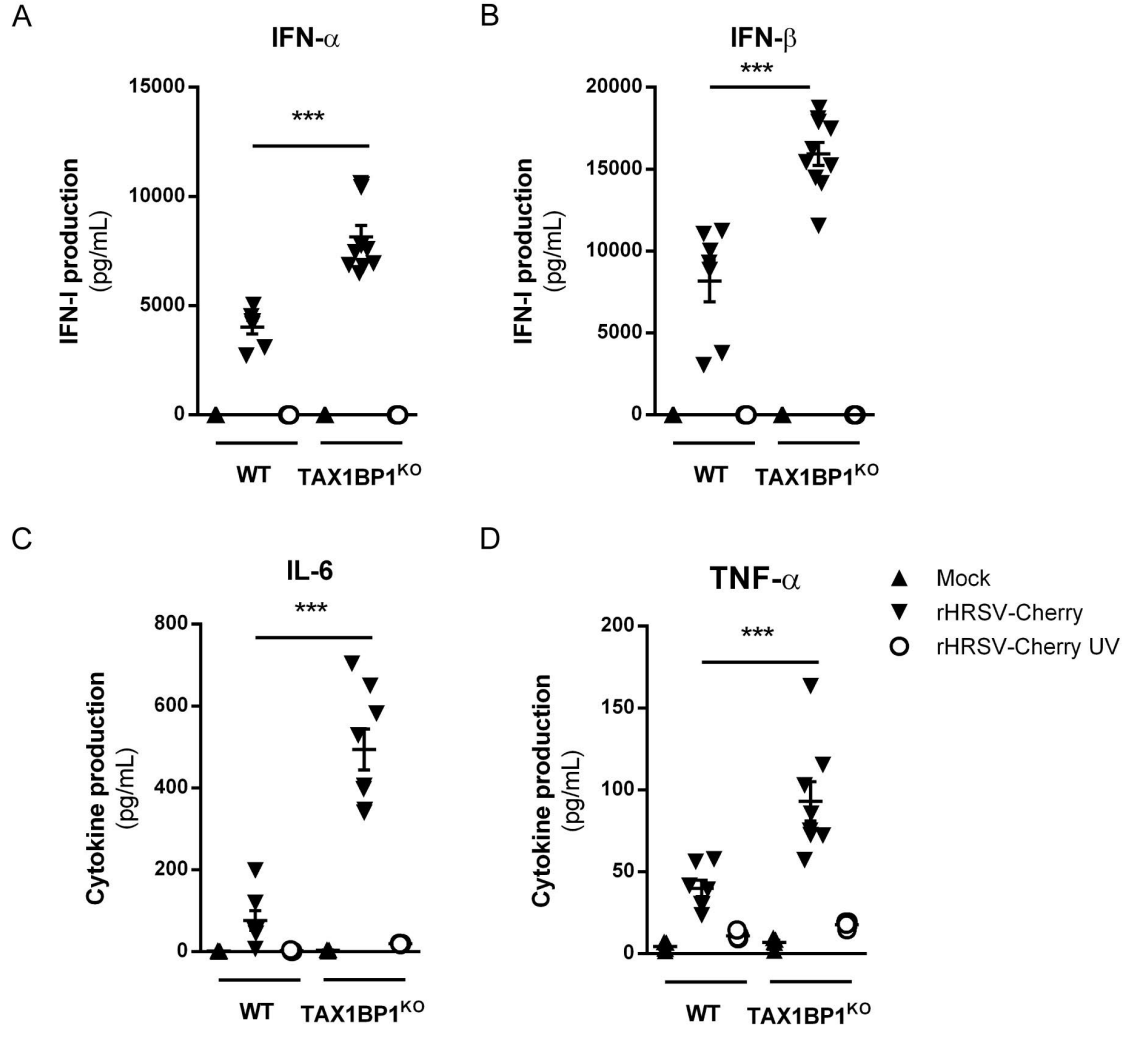 A
IFN-α
IFN-I production
(pg/mL)
15000
10000
5000
0
***
WT
TAX1BP1KO
B
IFN-β
IFN-I production
(pg/mL)
20000
15000
10000
5000
0
***
WT
TAX1BP1KO
C
IL-6
Cytokine production
(pg/mL)
800
600
400
200
0
***
WT
TAX1BP1KO
D
TNF-α
Cytokine production
(pg/mL)
200
150
100
50
0
***
WT
TAX1BP1KO
Mock
rHRSV-Cherry
rHRSV-Cherry UV